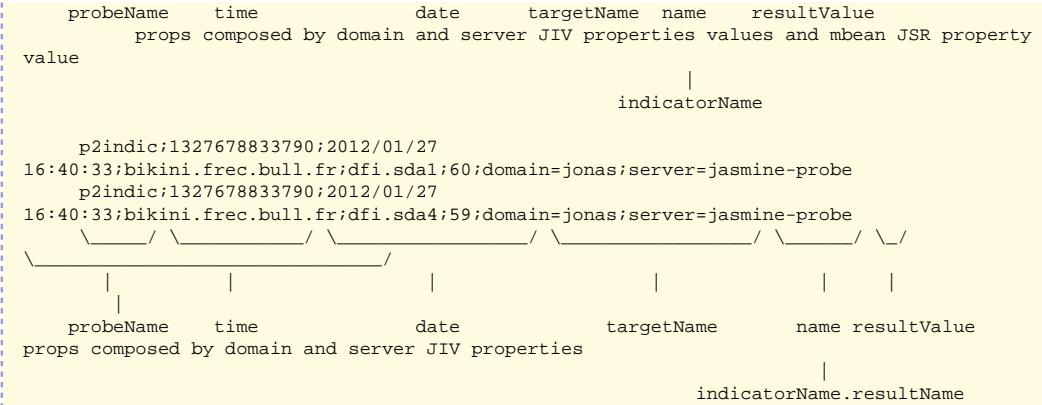 probeName time date targetName name resultValue
props composed by domain and server JIV properties values and mbean JSR property
value
|
indicatorName
p2indic;1327678833790;2012/01/27
16:40:33;bikini.frec.bull.fr;dfi.sda1;60;domain=jonas;server=jasmine-probe
p2indic;1327678833790;2012/01/27
16:40:33;bikini.frec.bull.fr;dfi.sda4;59;domain=jonas;server=jasmine-probe
\_____/ \___________/ \_________________/ \_________________/ \______/ \_/
\_______________________________/
| | | | | |
|
probeName time date targetName name resultValue
props composed by domain and server JIV properties
|
indicatorName.resultName